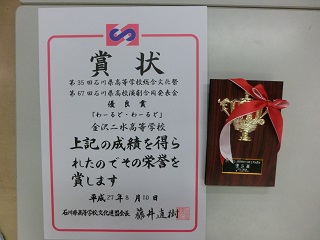 賞状
第35回石川県高等学校総合文化祭
第67回石川県高校演劇合同発表会
優良賞
「わーるど・わーるど」
金沢二水高等学校
上記の成績を得ら
れたのでその栄誉を
賞します
平成27年8月10日
石川県高等学校文化連盟会長 藤井直樹